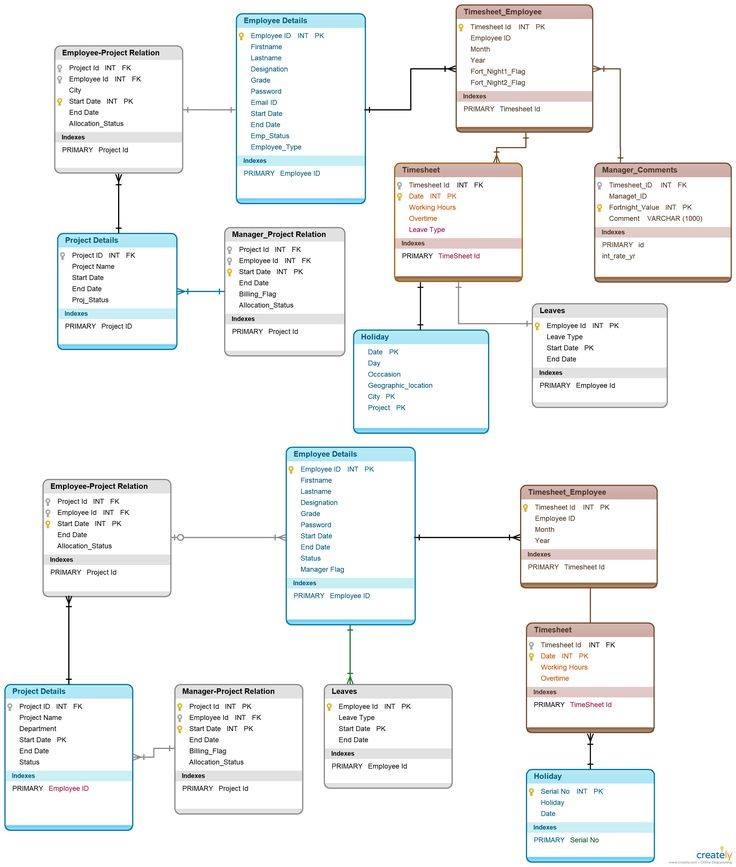 Employee-Project Relation
Project Id INT FK
Employee Id INT FK
City
Start Date INT PK
End Date
Allocation_Status
Indexes
PRIMARY Project Id
Employee Details
Employee ID INT PK
Firstname
Lastname
Designation
Grade
Password
Email ID
Start Date
End Date
Emp_Status
Employee_Type
Indexes
PRIMARY Employee ID
Timesheet_Employee
Timesheet Id INT PK
Employee ID
Month
Year
Fort_Night1_Flag
Fort_Night2_Flag
Indexes
PRIMARY Timesheet Id
Timesheet
Timesheet Id INT FK
Date INT PK
Working Hours
Overtime
Leave Type
Indexes
PRIMARY TimeSheet Id
Manager_Comments
Timesheet_ID INT FK
Managet_ID
Fortnight_Value INT PK
Comment VARCHAR (1000)
Indexes
PRIMARY id
int_rate_yr
Project Details
Project ID INT FK
Project Name
Start Date
End Date
Proj_Status
Indexes
PRIMARY Project ID
Manager_Project Relation
Project Id INT FK
Employee Id INT FK
Start Date INT PK
End Date
Billing_Flag
Allocation_Status
Indexes
PRIMARY Project Id
Holiday
Date PK
Day
Occcasion
Geographic_location
City PK
Project PK
Leaves
Employee Id INT PK
Leave Type
Start Date PK
End Date
Indexes
PRIMARY Employee Id
Employee-Project Relation
Project Id INT FK
Employee Id INT FK
Start Date INT PK
End Date
Allocation_Status
Indexes
PRIMARY Project Id
Employee Details
Employee ID INT PK
Firstname
Lastname
Designation
Grade
Password
Start Date
End Date
Status
Manager Flag
Indexes
PRIMARY Employee ID
Timesheet_Employee
Timesheet Id INT PK
Employee ID
Month
Year
Indexes
PRIMARY Timesheet Id
Timesheet
Timesheet Id INT FK
Date INT PK
Working Hours
Overtime
Indexes
PRIMARY TimeSheet Id
Project Details
Project ID INT FK
Project Name
Department
Start Date PK
End Date
Status
Indexes
PRIMARY Employee ID
Manager-Project Relation
Project Id INT PK
Employee Id INT FK
Start Date INT PK
End Date
Billing_Flag
Allocation_Status
Indexes
PRIMARY Project Id
Leaves
Employee Id INT PK
Leave Type
Start Date PK
End Date
Indexes
PRIMARY Employee Id
Holiday
Serial No INT PK
Holiday
Date
Indexes
PRIMARY Serial No
creately
www.creately.com • Online Diagramming